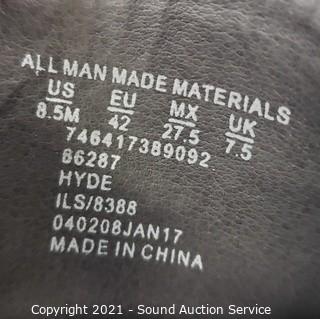 ALL MAN MADE MATERIALS
US EU MX UK
8.5M 42 27.5 7.5
746417389092
86287
HYDE
ILS/8388
040208JAN17
MADE IN CHINA
Copyright 2021 - Sound Auction Service